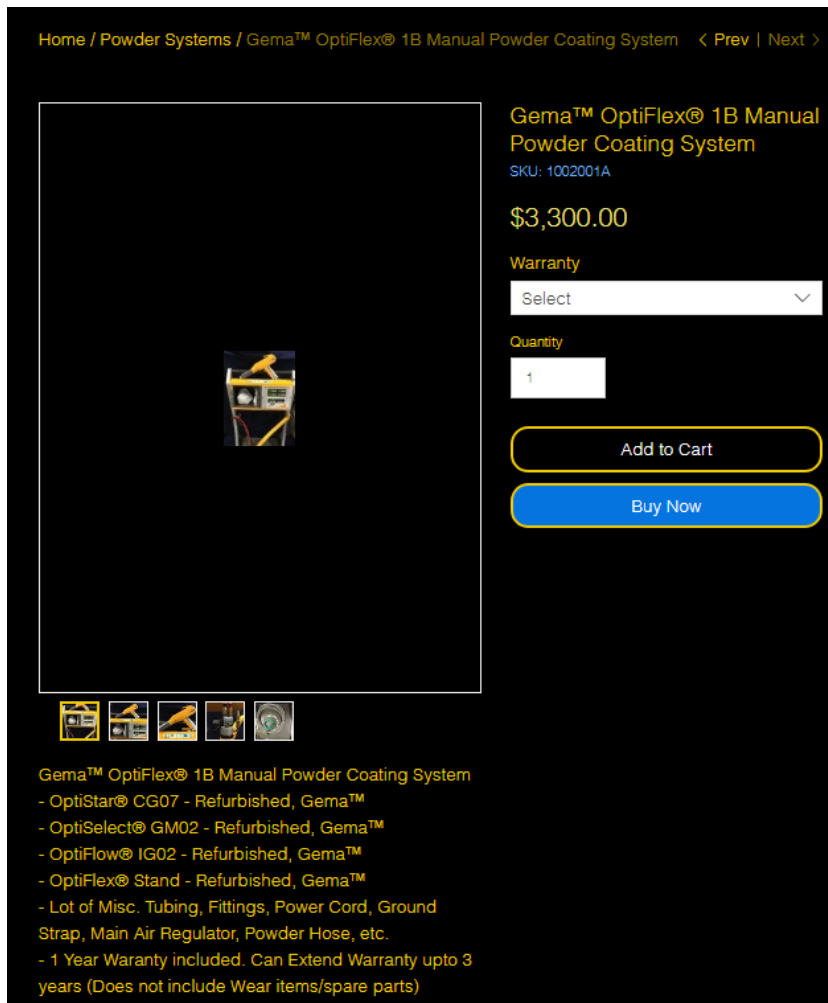 Home / Powder Systems / Gema™ OptiFlex® 1B Manual Powder Coating System < Prev | Next >
Gema™ OptiFlex® 1B Manual
Powder Coating System
SKU: 1002001A
$3,300.00
Warranty
Select
Quantity
1
Add to Cart
Buy Now
Gema™ OptiFlex® 1B Manual Powder Coating System
- OptiStar® CG07 - Refurbished, Gema™
- OptiSelect® GM02 - Refurbished, Gema™
- OptiFlow® IG02 - Refurbished, Gema™
- OptiFlex® Stand - Refurbished, Gema™
- Lot of Misc. Tubing, Fittings, Power Cord, Ground
Strap, Main Air Regulator, Powder Hose, etc.
- 1 Year Waranty included. Can Extend Warranty upto 3
years (Does not include Wear items/spare parts)